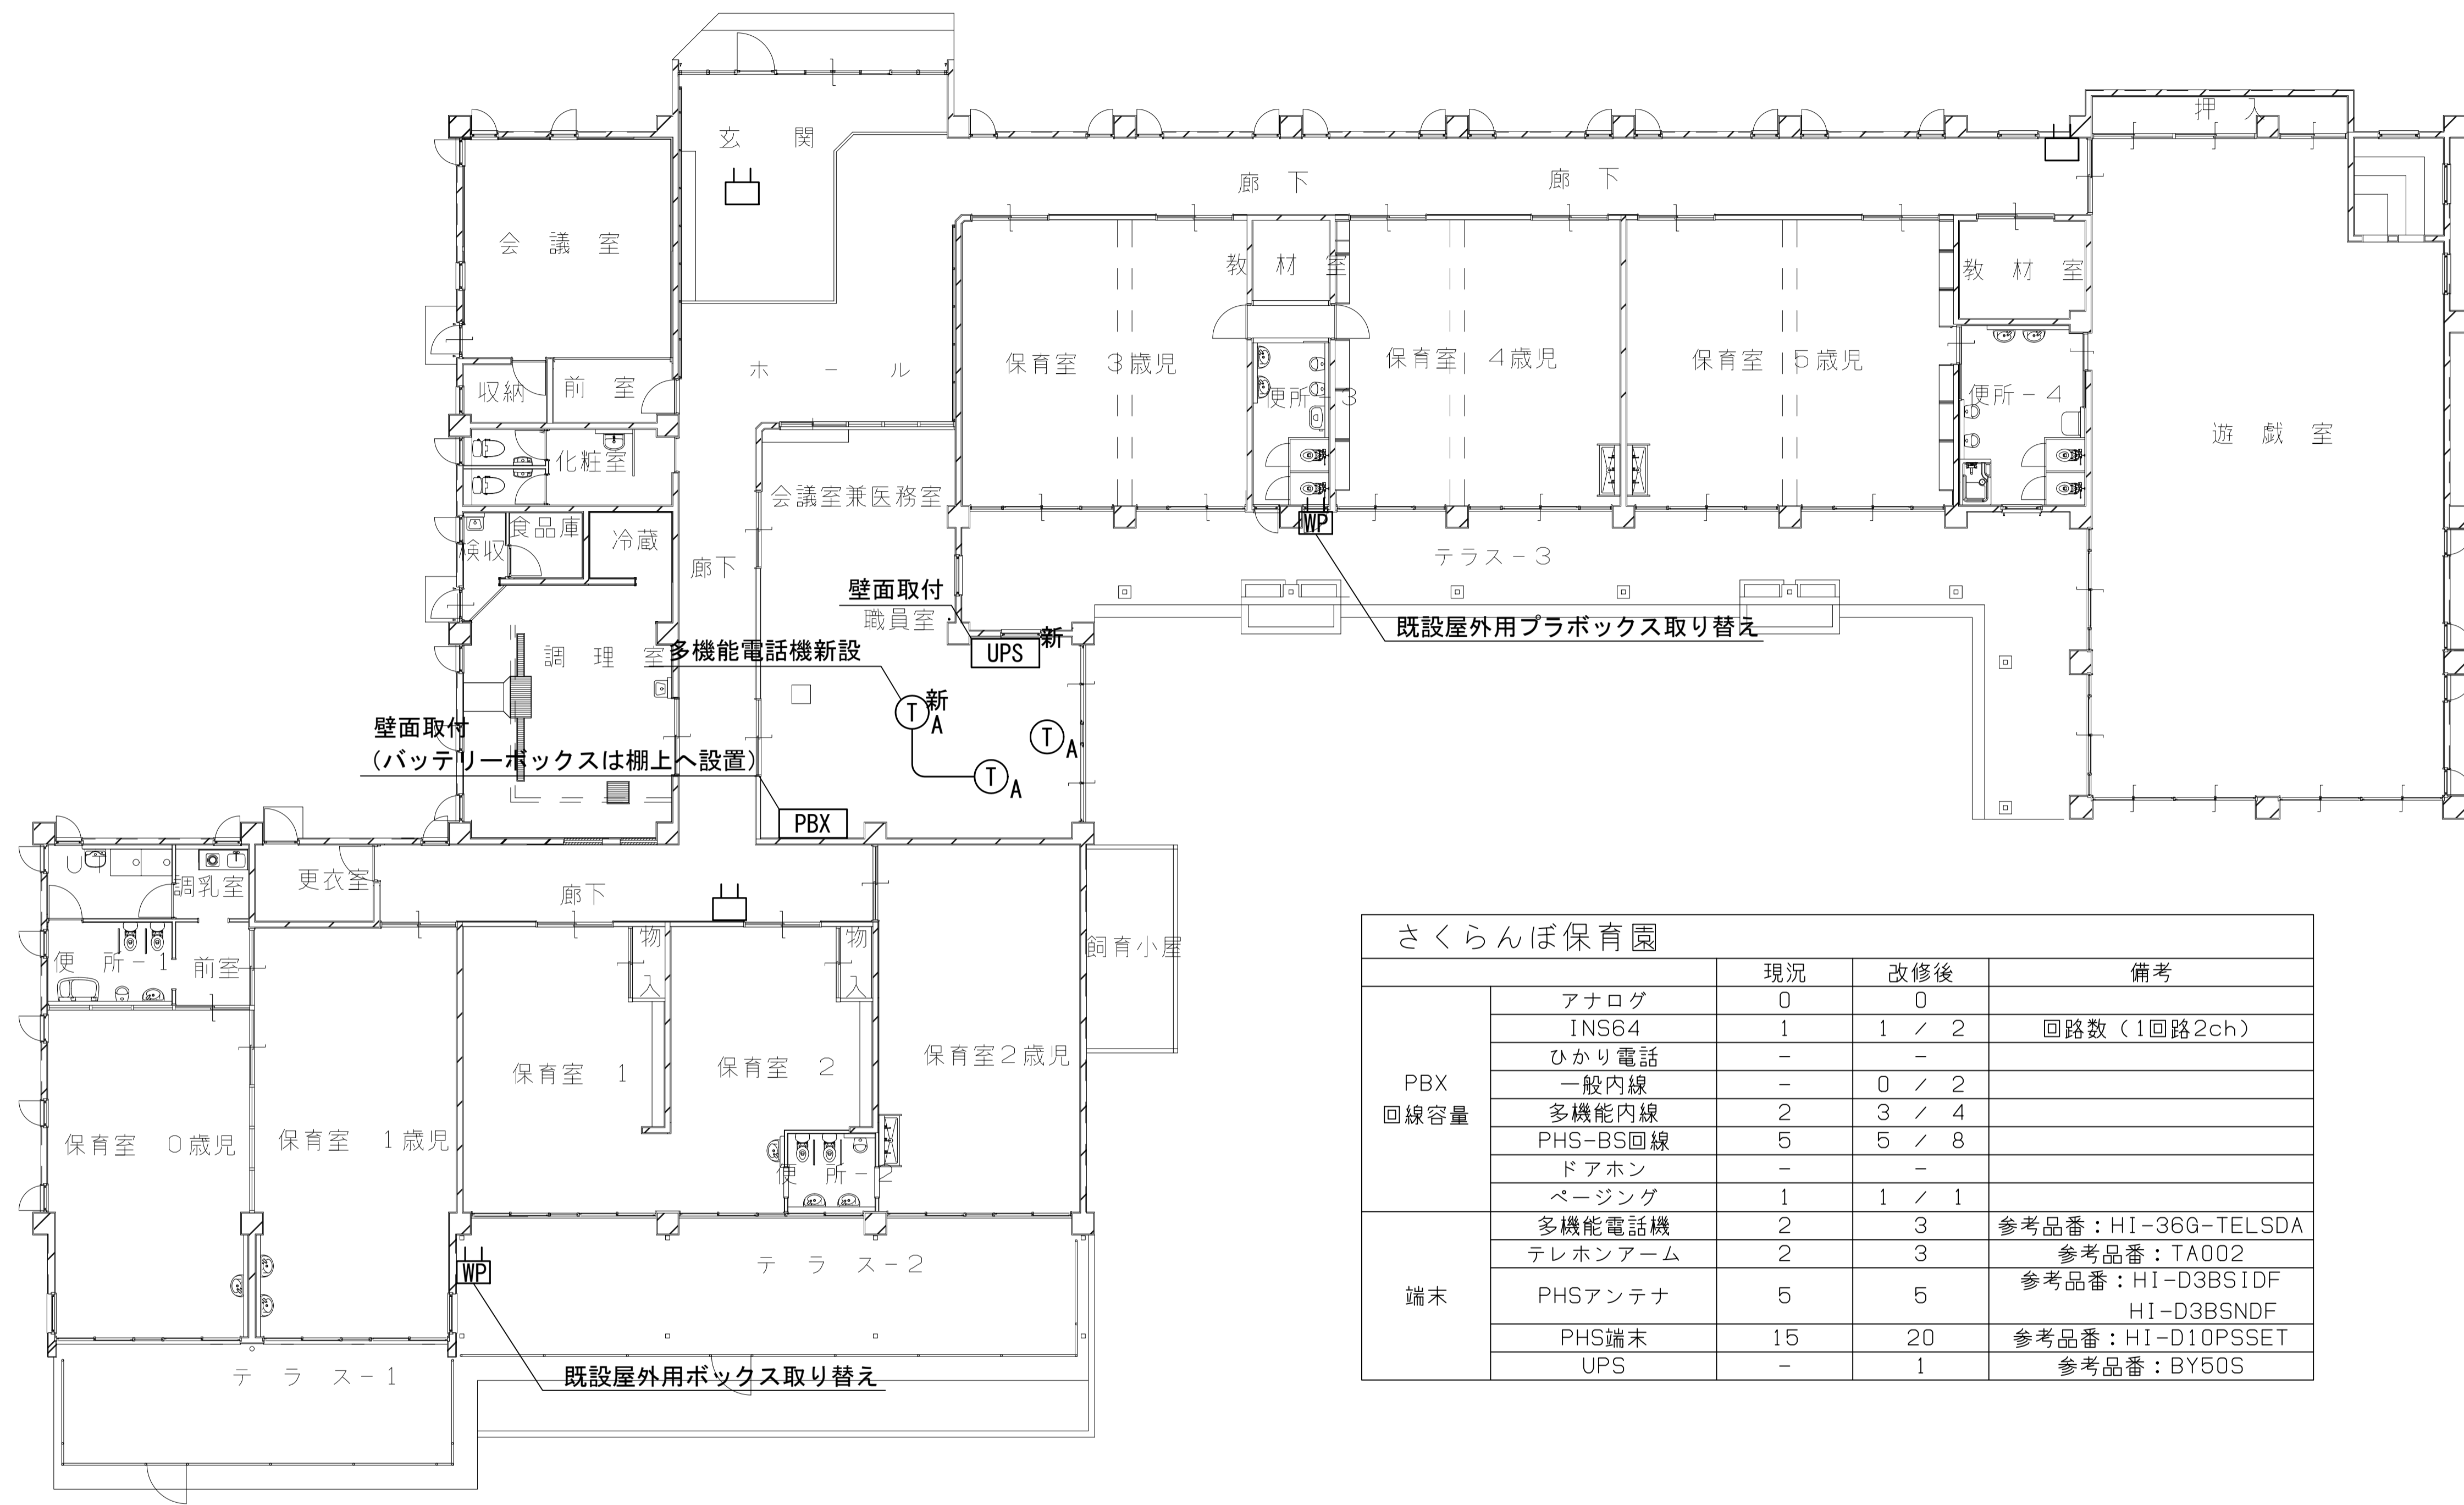 押 入
玄 関
廊 下
廊 下
会 議 室
教 材 室
教 材 室
ホ ー ル
保育室 3歳児
保育室 4歳児
保育室 5歳児
収納
前 室
便所-3
便所-4
遊 戯 室
化粧室
会議室兼医務室
食品庫
冷蔵
検収
WP
廊下
テラス-3
壁面取付
職員室
既設屋外用プラボックス取り替え
新
UPS
調 理 室
多機能電話機新設
新
T
A
T
A
T
A
壁面取付
(バッテリーボックスは棚上へ設置)
PBX
調乳室
更衣室
廊下
物
入
物
入
飼育小屋
便 所-1
前室
保育室 1
保育室 2
保育室2歳児
保育室 0歳児
保育室 1歳児
便 所-2
テ ラ ス-2
WP
既設屋外用ボックス取り替え
テ ラ ス-1
さくらんぼ保育園
現況 改修後 備考
PBX
回線容量
アナログ 0 0
INS64 1 1 / 2 回路数(1回路2ch)
ひかり電話 - -
一般内線 - 0 / 2
多機能内線 2 3 / 4
PHS-BS回線 5 5 / 8
ドアホン - -
ページング 1 1 / 1
端末
多機能電話機 2 3 参考品番:HI-36G-TELSDA
テレホンアーム 2 3 参考品番:TA002
PHSアンテナ 5 5 参考品番:HI-D3BSIDF
HI-D3BSNDF
PHS端末 15 20 参考品番:HI-D10PSSET
UPS - 1 参考品番:BY50S